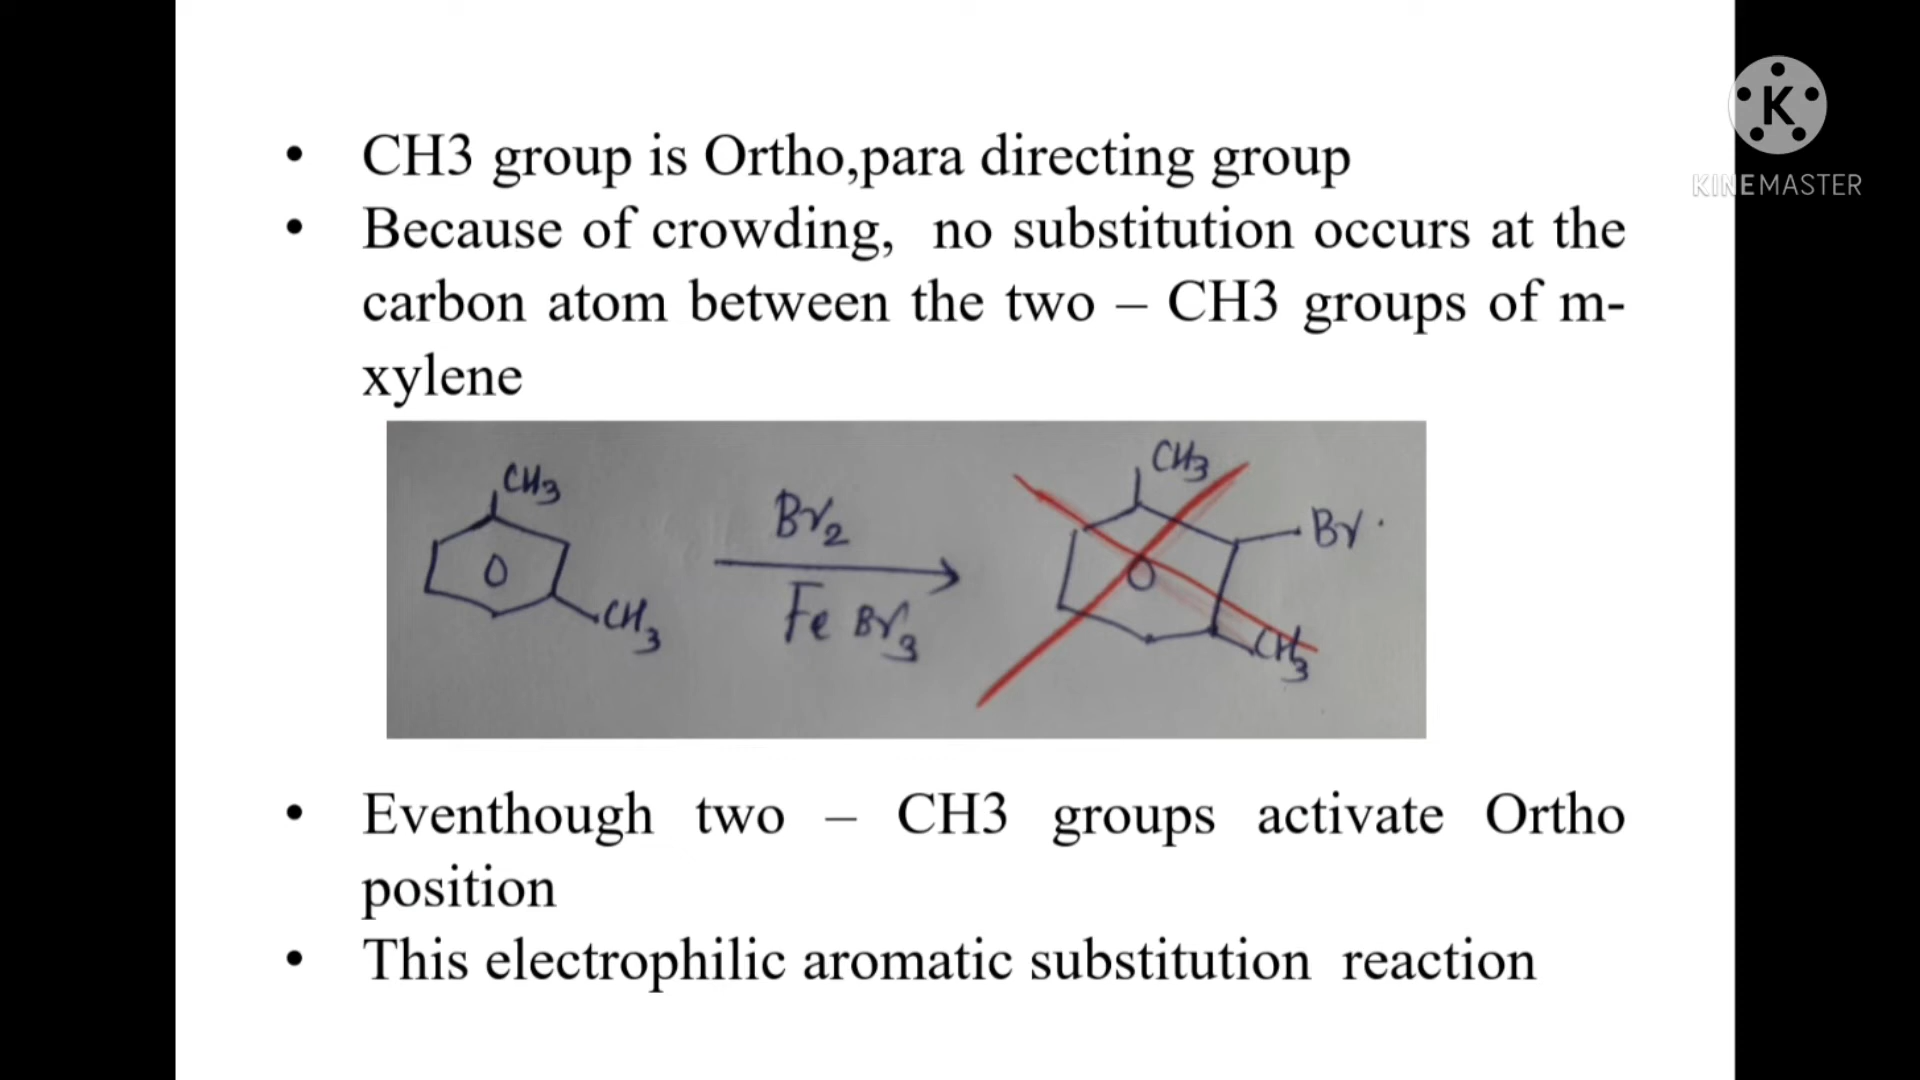 • CH3 group is Ortho,para directing group
• Because of crowding, no substitution occurs at the
carbon atom between the two – CH3 groups of m-
xylene
CH3
CH3
Br2
Fe Br3
CH3
Br
CH3
• Eventhough two – CH3 groups activate Ortho
position
• This electrophilic aromatic substitution reaction
K
KINEMASTER